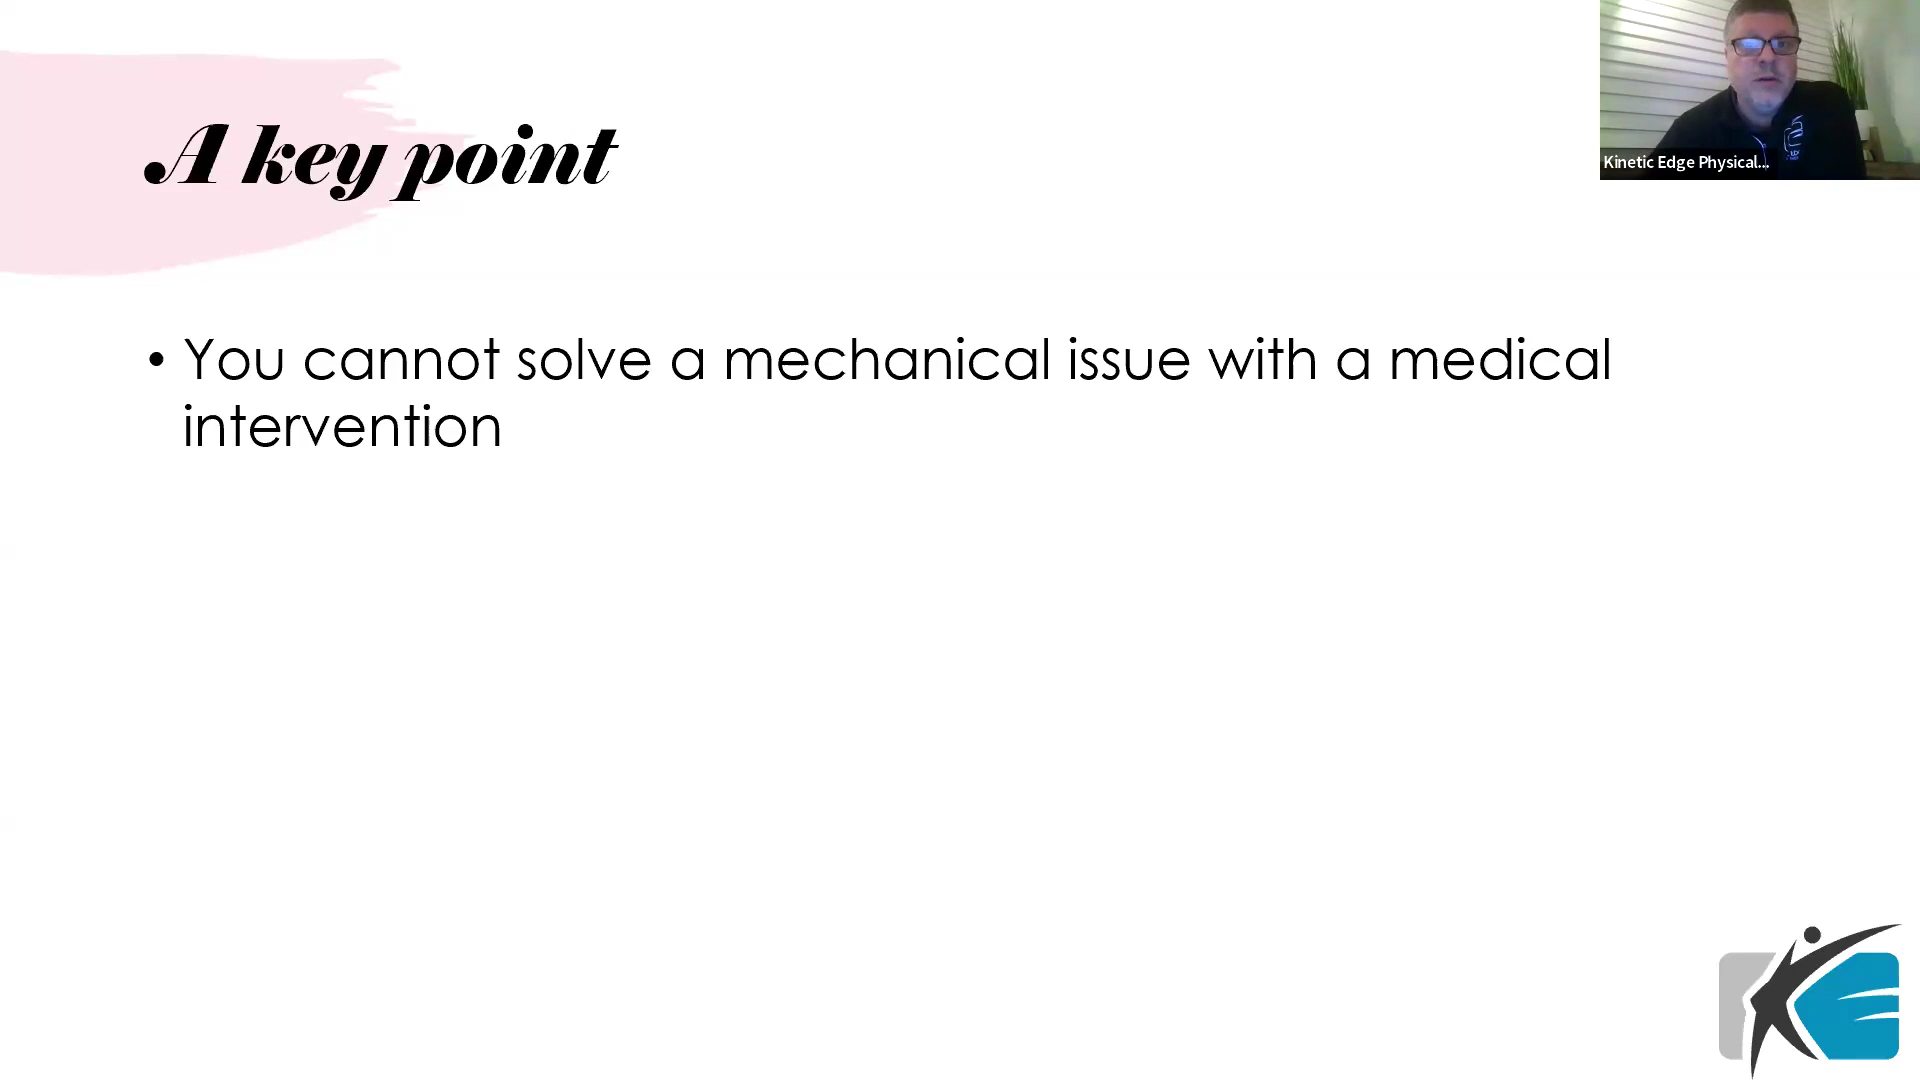 A key point
Kinetic Edge Physical...
• You cannot solve a mechanical issue with a medical
intervention